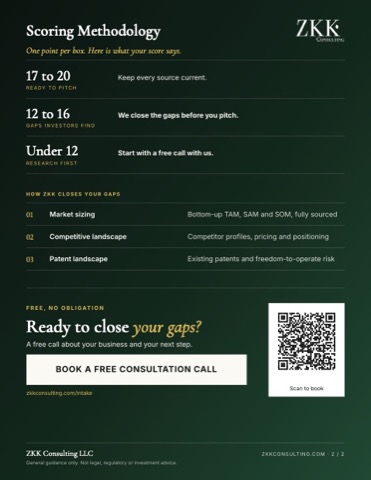 Scoring Methodology
ZKK
CONSULTING
One point per box. Here is what your score says.
17 to 20
READY TO PITCH
Keep every source current.
12 to 16
GAPS INVESTORS FIND
We close the gaps before you pitch.
Under 12
RESEARCH FIRST
Start with a free call with us.
HOW ZKK CLOSES YOUR GAPS
01 Market sizing Bottom-up TAM, SAM and SOM, fully sourced
02 Competitive landscape Competitor profiles, pricing and positioning
03 Patent landscape Existing patents and freedom-to-operate risk
FREE, NO OBLIGATION
Ready to close your gaps?
A free call about your business and your next step.
BOOK A FREE CONSULTATION CALL
zkkconsulting.com/intake
Scan to book
ZKK Consulting LLC
General guidance only. Not legal, regulatory or investment advice.
ZKKCONSULTING.COM · 2 / 2